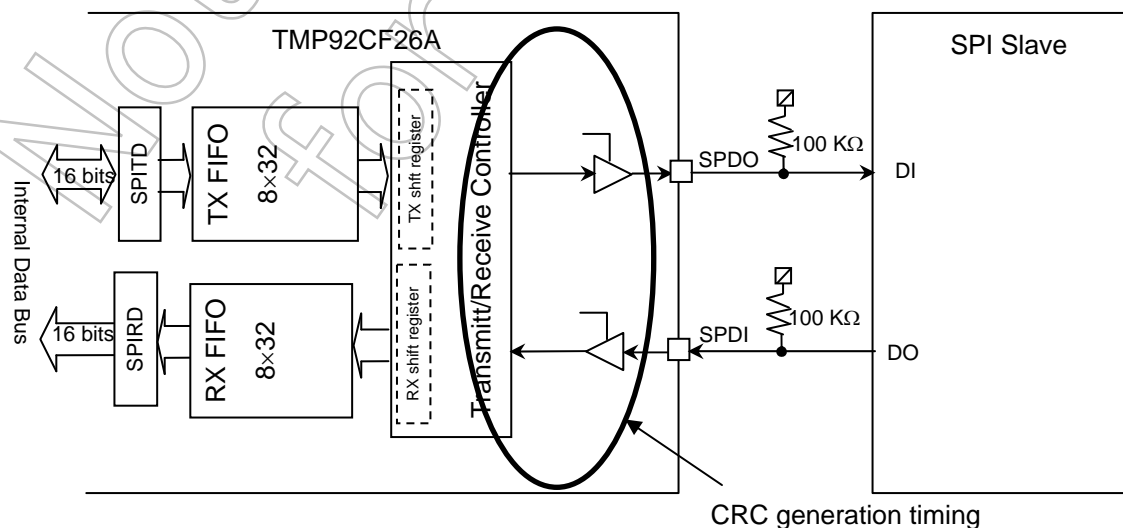 TMP92CF26A
SPI Slave
Internal Data Bus
16 bits
SPITD
TX FIFO
8×32
TX shft register
Transmitt/Receive Controller
SPDO
100 KΩ
DI
16 bits
SPIRD
RX FIFO
8×32
RX shift register
SPDI
100 KΩ
DO
CRC generation timing
No
for